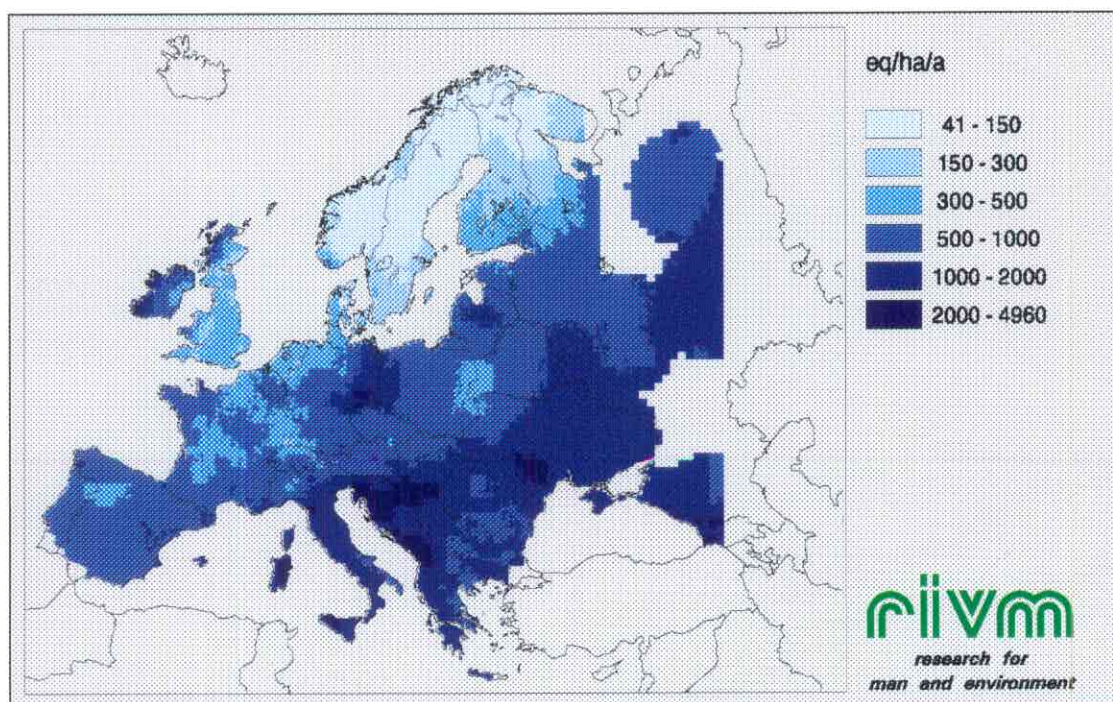 eq/ha/a
41 - 150
150 - 300
300 - 500
500 - 1000
1000 - 2000
2000 - 4960
riivm
research for
man and environment